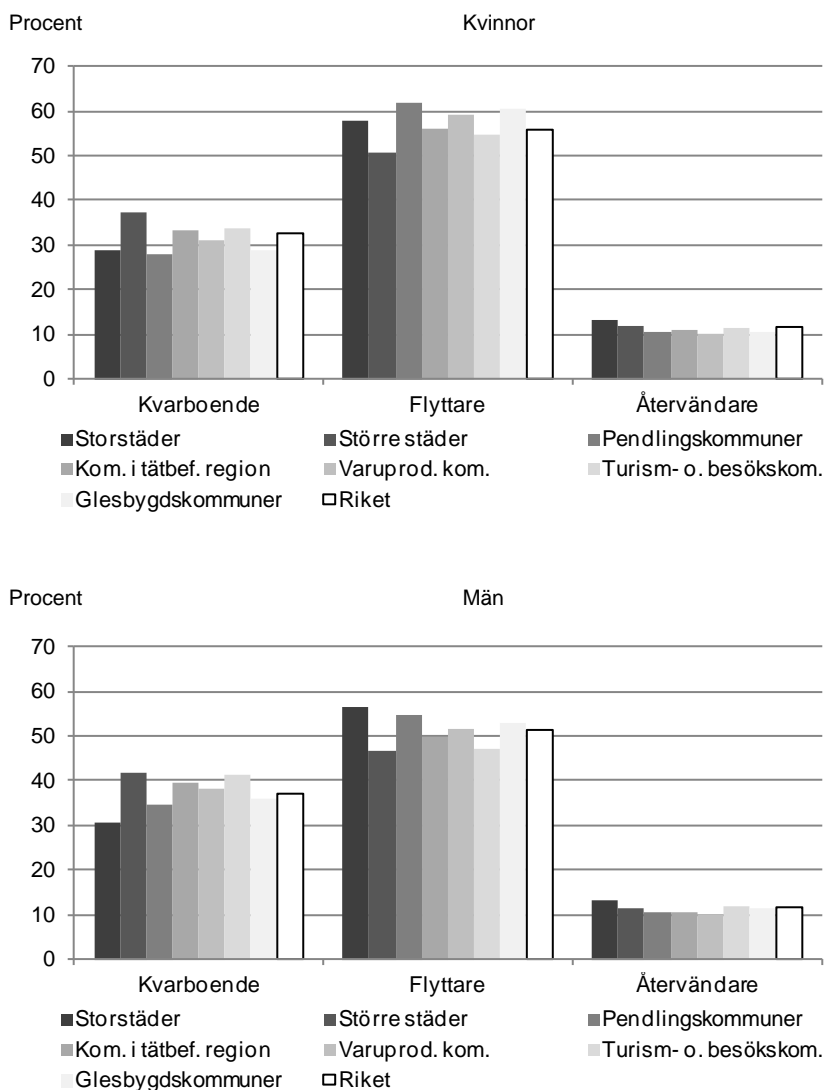 Procent Kvinnor
70
60
50
40
30
20
10
0
Kvarboende Flyttare Återvändare
Storstäder Större städer Pendlingskommuner
Kom. i tätbef. region Varuprod. kom. Turism- o. besökskom.
Glesbygdskommuner Riket
Procent Män
70
60
50
40
30
20
10
0
Kvarboende Flyttare Återvändare
Storstäder Större städer Pendlingskommuner
Kom. i tätbef. region Varuprod. kom. Turism- o. besökskom.
Glesbygdskommuner Riket